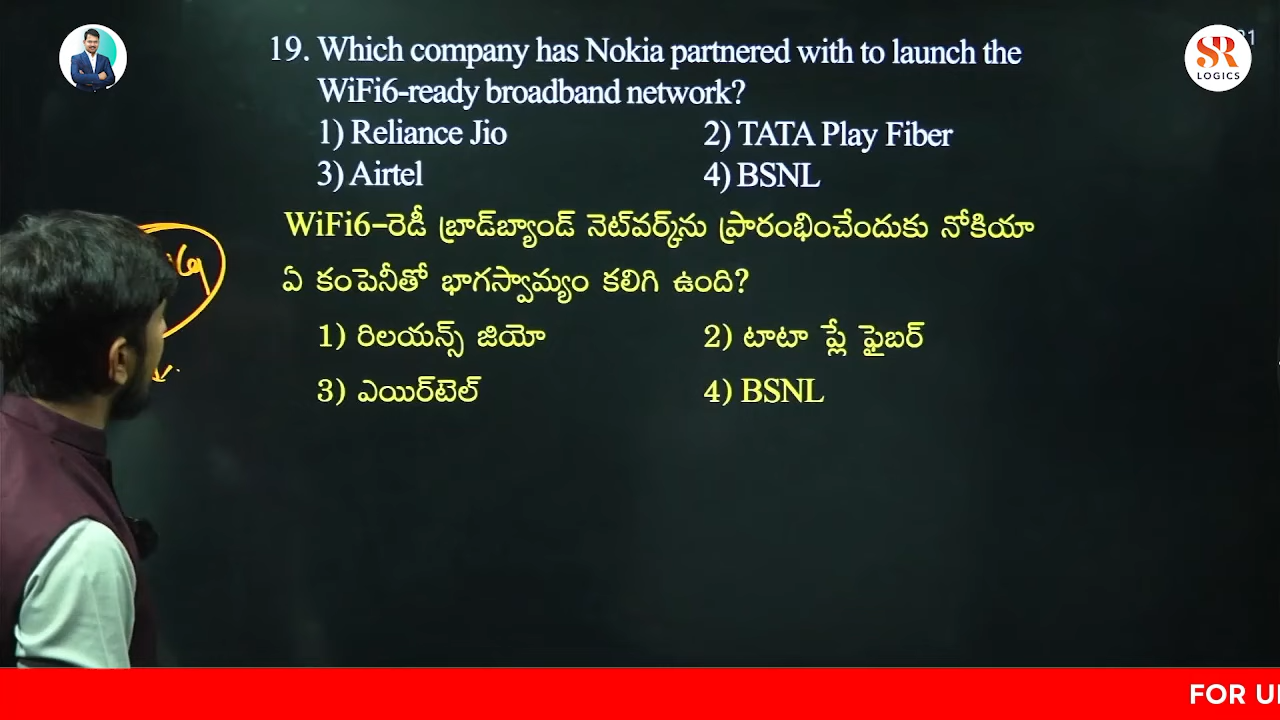 19. Which company has Nokia partnered with to launch the
WiFi6-ready broadband network?
1) Reliance Jio 2) TATA Play Fiber
3) Airtel 4) BSNL
WiFi6-రెడీ బ్రాడ్‌బ్యాండ్ నెట్‌వర్క్‌ను ప్రారంభించేందుకు నోకియా
ఏ కంపెనీతో భాగస్వామ్యం కలిగి ఉంది?
1) రిలయన్స్ జియో 2) టాటా ప్లే ఫైబర్
3) ఎయిర్‌టెల్ 4) BSNL
SR
LOGICS
FOR